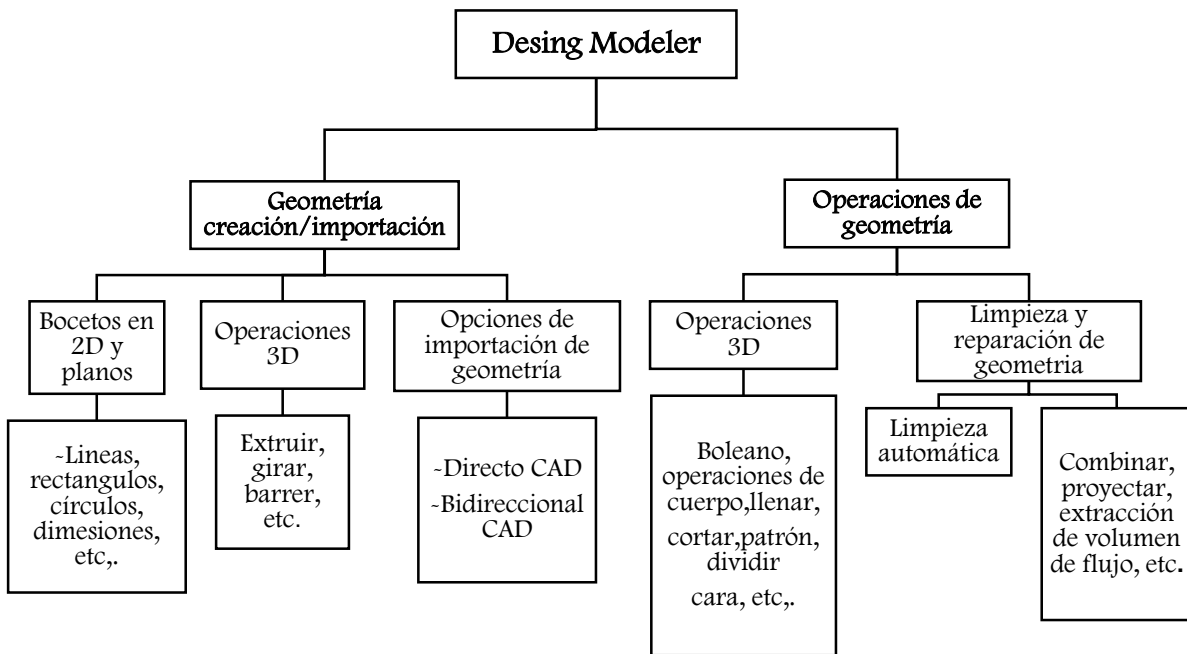 Desing Modeler
Geometría
creación/importación
Operaciones de
geometría
Bocetos en
2D y
planos
Operaciones
3D
Opciones de
importación de
geometría
Operaciones
3D
Limpieza y
reparación de
geometria
-Lineas,
rectangulos,
círculos,
dimesiones,
etc,.
Extruir,
girar,
barrer,
etc.
-Directo CAD
-Bidireccional
CAD
Boleano,
operaciones de
cuerpo,llenar,
cortar,patrón,
dividir
cara, etc,.
Limpieza
automática
Combinar,
proyectar,
extracción
de volumen
de flujo, etc.